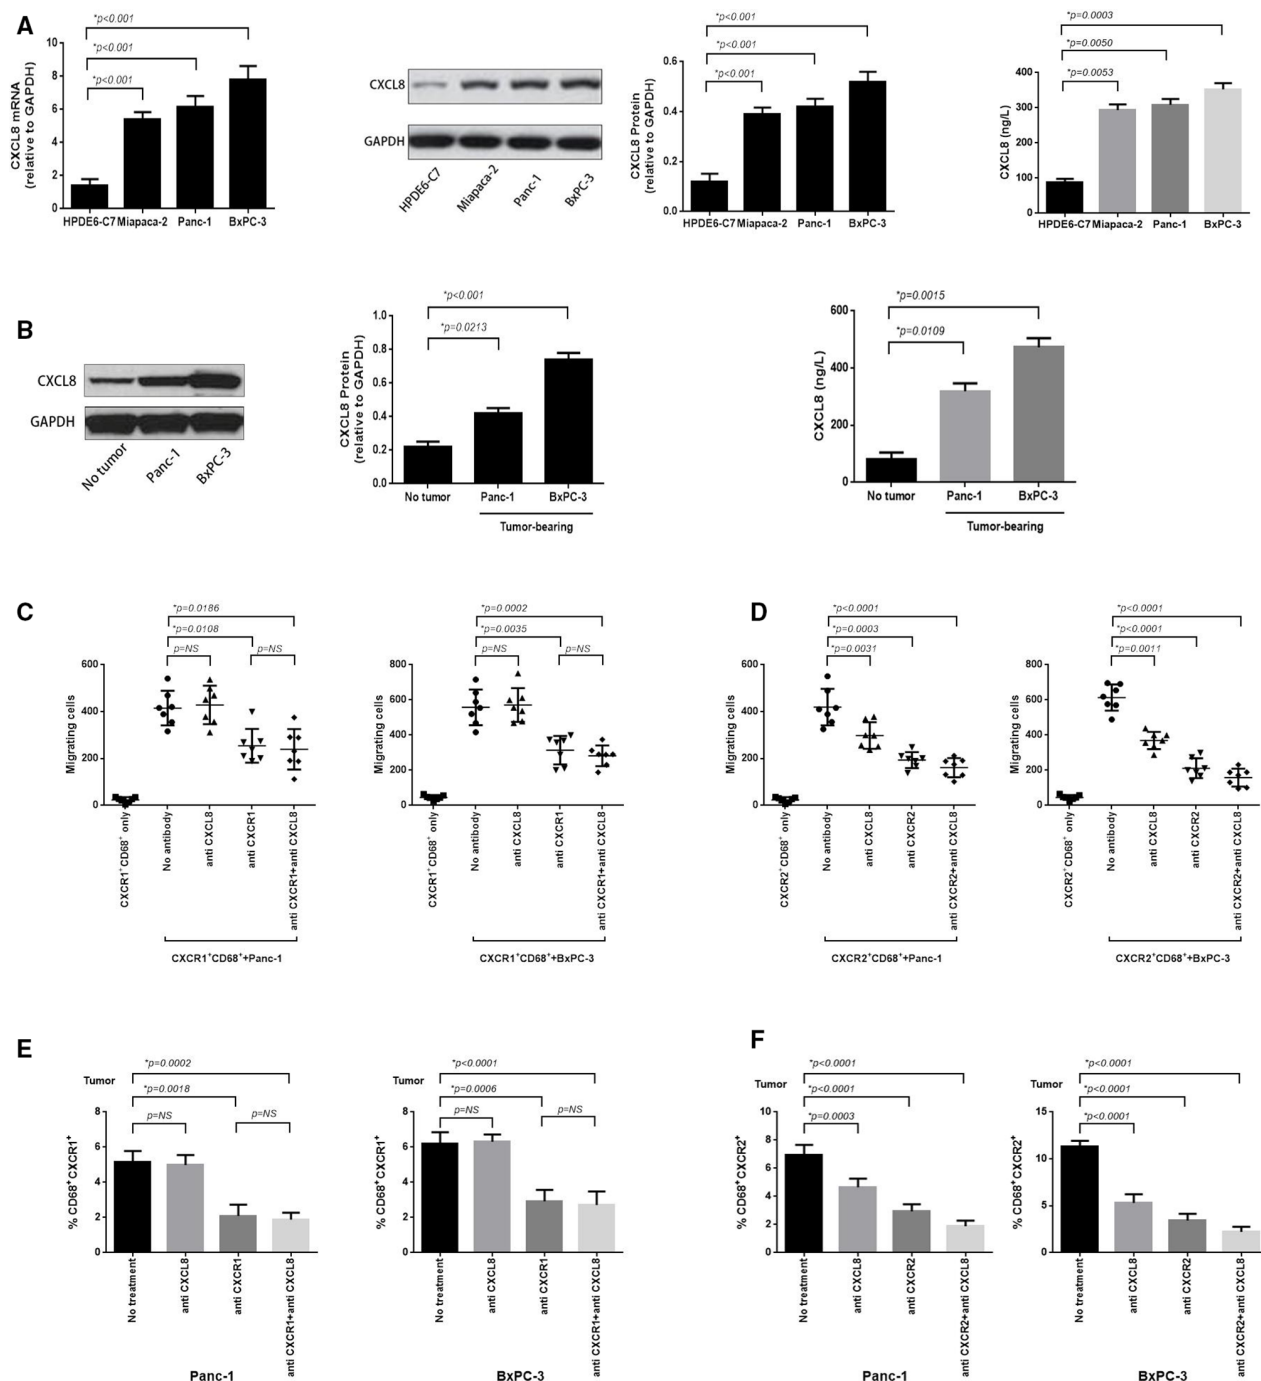 A
*p<0.001
*p<0.001
*p<0.001
CXCL8 mRNA
(relative to GAPDH)
10
8
6
4
2
0
HPDE6-C7 Miapaca-2 Panc-1 BxPC-3
CXCL8
GAPDH
HPDE6-C7
Miapaca-2
Panc-1
BxPC-3
*p<0.001
*p<0.001
*p<0.001
CXCL8 Protein
(relative to GAPDH)
0.6
0.4
0.2
0.0
HPDE6-C7 Miapaca-2 Panc-1 BxPC-3
*p=0.0003
*p=0.0050
*p=0.0053
CXCL8 (ng/L)
400
300
200
100
0
HPDE6-C7 Miapaca-2 Panc-1 BxPC-3
B
CXCL8
GAPDH
No tumor
Panc-1
BxPC-3
*p<0.001
*p=0.0213
CXCL8 Protein
(relative to GAPDH)
1.0
0.8
0.6
0.4
0.2
0.0
No tumor Panc-1 BxPC-3
Tumor-bearing
*p=0.0015
*p=0.0109
CXCL8 (ng/L)
600
400
200
0
No tumor Panc-1 BxPC-3
Tumor-bearing
C
*p=0.0186
*p=0.0108
p=NS p=NS
Migrating cells
600
400
200
0
CXCR1⁺CD68⁺ only
No antibody
anti CXCL8
anti CXCR1
anti CXCR1+anti CXCL8
CXCR1⁺CD68⁺+Panc-1
*p=0.0002
*p=0.0035
p=NS p=NS
Migrating cells
800
600
400
200
0
CXCR1⁺CD68⁺ only
No antibody
anti CXCL8
anti CXCR1
anti CXCR1+anti CXCL8
CXCR1⁺CD68⁺+BxPC-3
D
*p<0.0001
*p=0.0003
*p=0.0031
Migrating cells
600
400
200
0
CXCR2⁺CD68⁺ only
No antibody
anti CXCL8
anti CXCR2
anti CXCR2+anti CXCL8
CXCR2⁺CD68⁺+Panc-1
*p<0.0001
*p<0.0001
*p=0.0011
Migrating cells
800
600
400
200
0
CXCR2⁺CD68⁺ only
No antibody
anti CXCL8
anti CXCR2
anti CXCR2+anti CXCL8
CXCR2⁺CD68⁺+BxPC-3
E
*p=0.0002
Tumor
*p=0.0018
p=NS p=NS
% CD68⁺CXCR1⁺
8
6
4
2
0
No treatment
anti CXCL8
anti CXCR1
anti CXCR1+anti CXCL8
Panc-1
*p<0.0001
Tumor
*p=0.0006
p=NS p=NS
% CD68⁺CXCR1⁺
8
6
4
2
0
No treatment
anti CXCL8
anti CXCR1
anti CXCR1+anti CXCL8
BxPC-3
F
*p<0.0001
Tumor
*p<0.0001
*p=0.0003
% CD68⁺CXCR2⁺
10
8
6
4
2
0
No treatment
anti CXCL8
anti CXCR2
anti CXCR2+anti CXCL8
Panc-1
*p<0.0001
Tumor
*p<0.0001
*p<0.0001
% CD68⁺CXCR2⁺
15
10
5
0
No treatment
anti CXCL8
anti CXCR2
anti CXCR2+anti CXCL8
BxPC-3